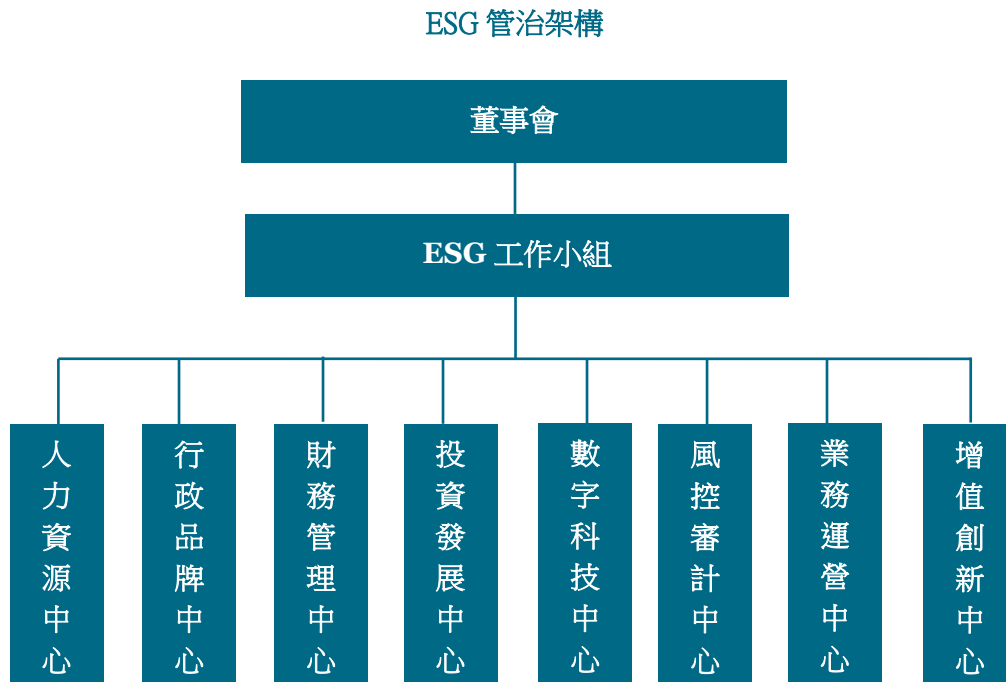 ESG 管治架構
董事會
ESG 工作小組
人力資源中心
行政品牌中心
財務管理中心
投資發展中心
數字科技中心
風控審計中心
業務運營中心
增值創新中心